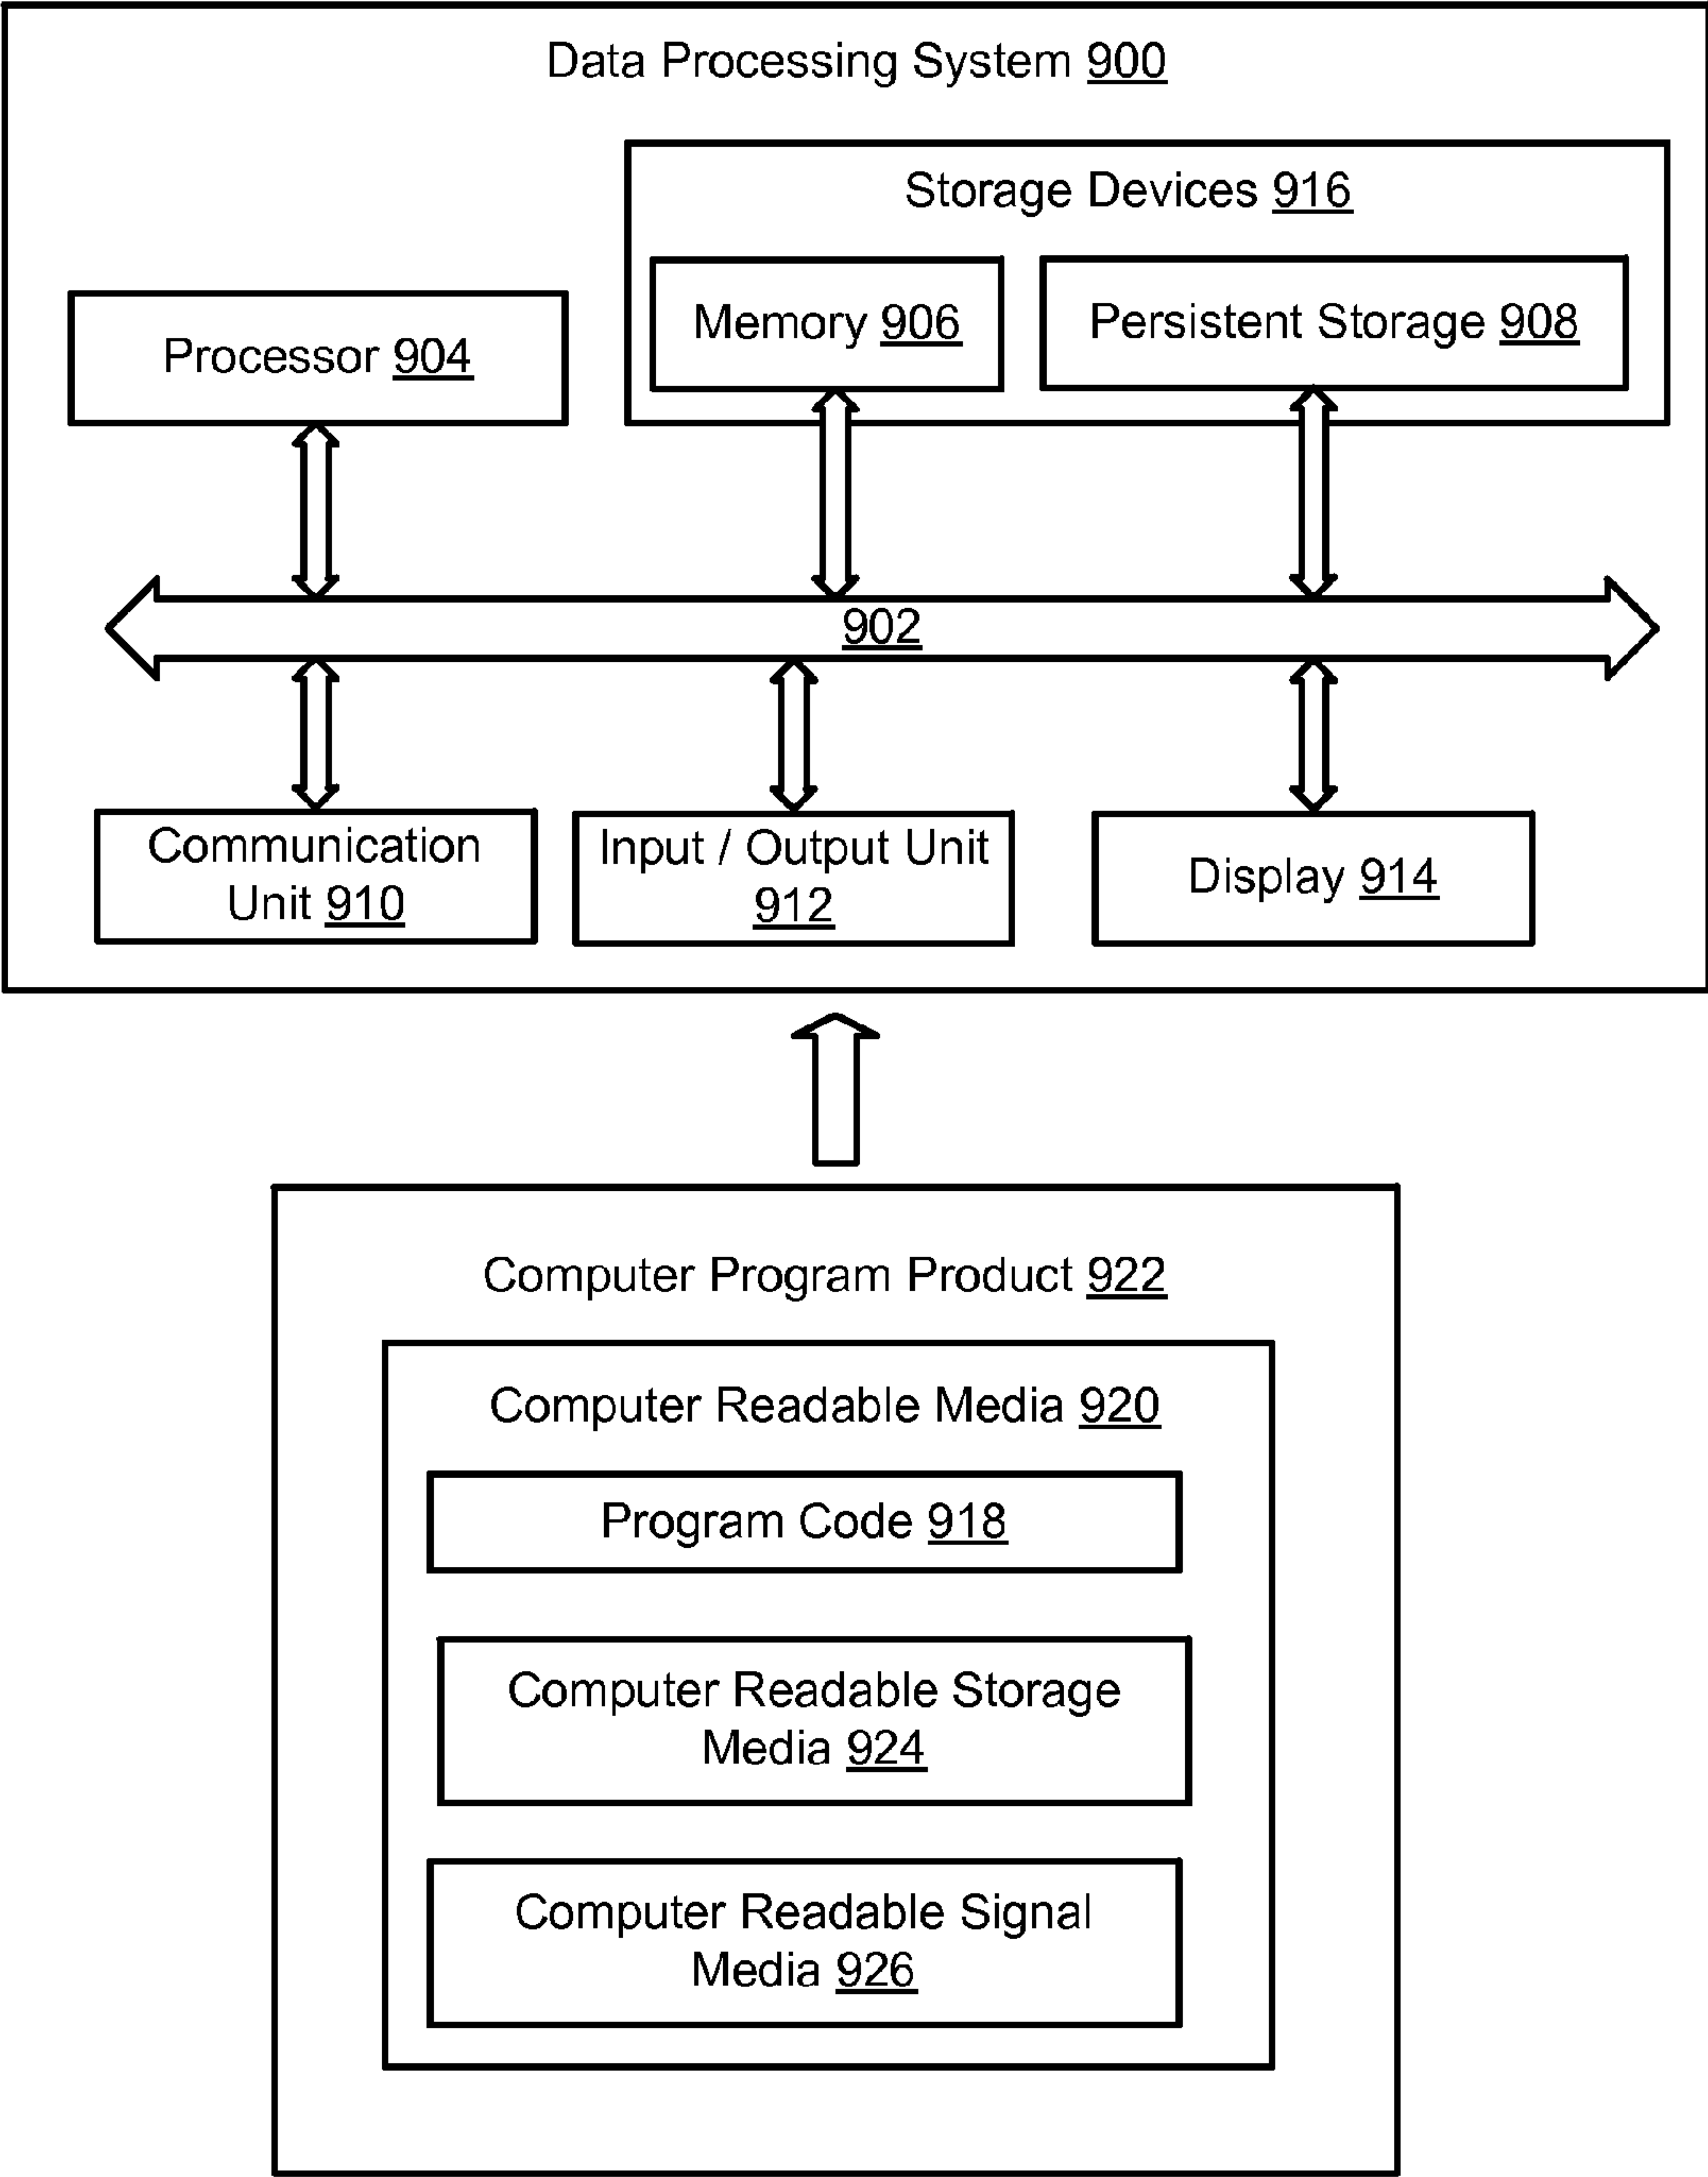 Data Processing System 900
Storage Devices 916
Memory 906
Persistent Storage 908
Processor 904
902
Communication
Unit 910
Input / Output Unit
912
Display 914
Computer Program Product 922
Computer Readable Media 920
Program Code 918
Computer Readable Storage
Media 924
Computer Readable Signal
Media 926